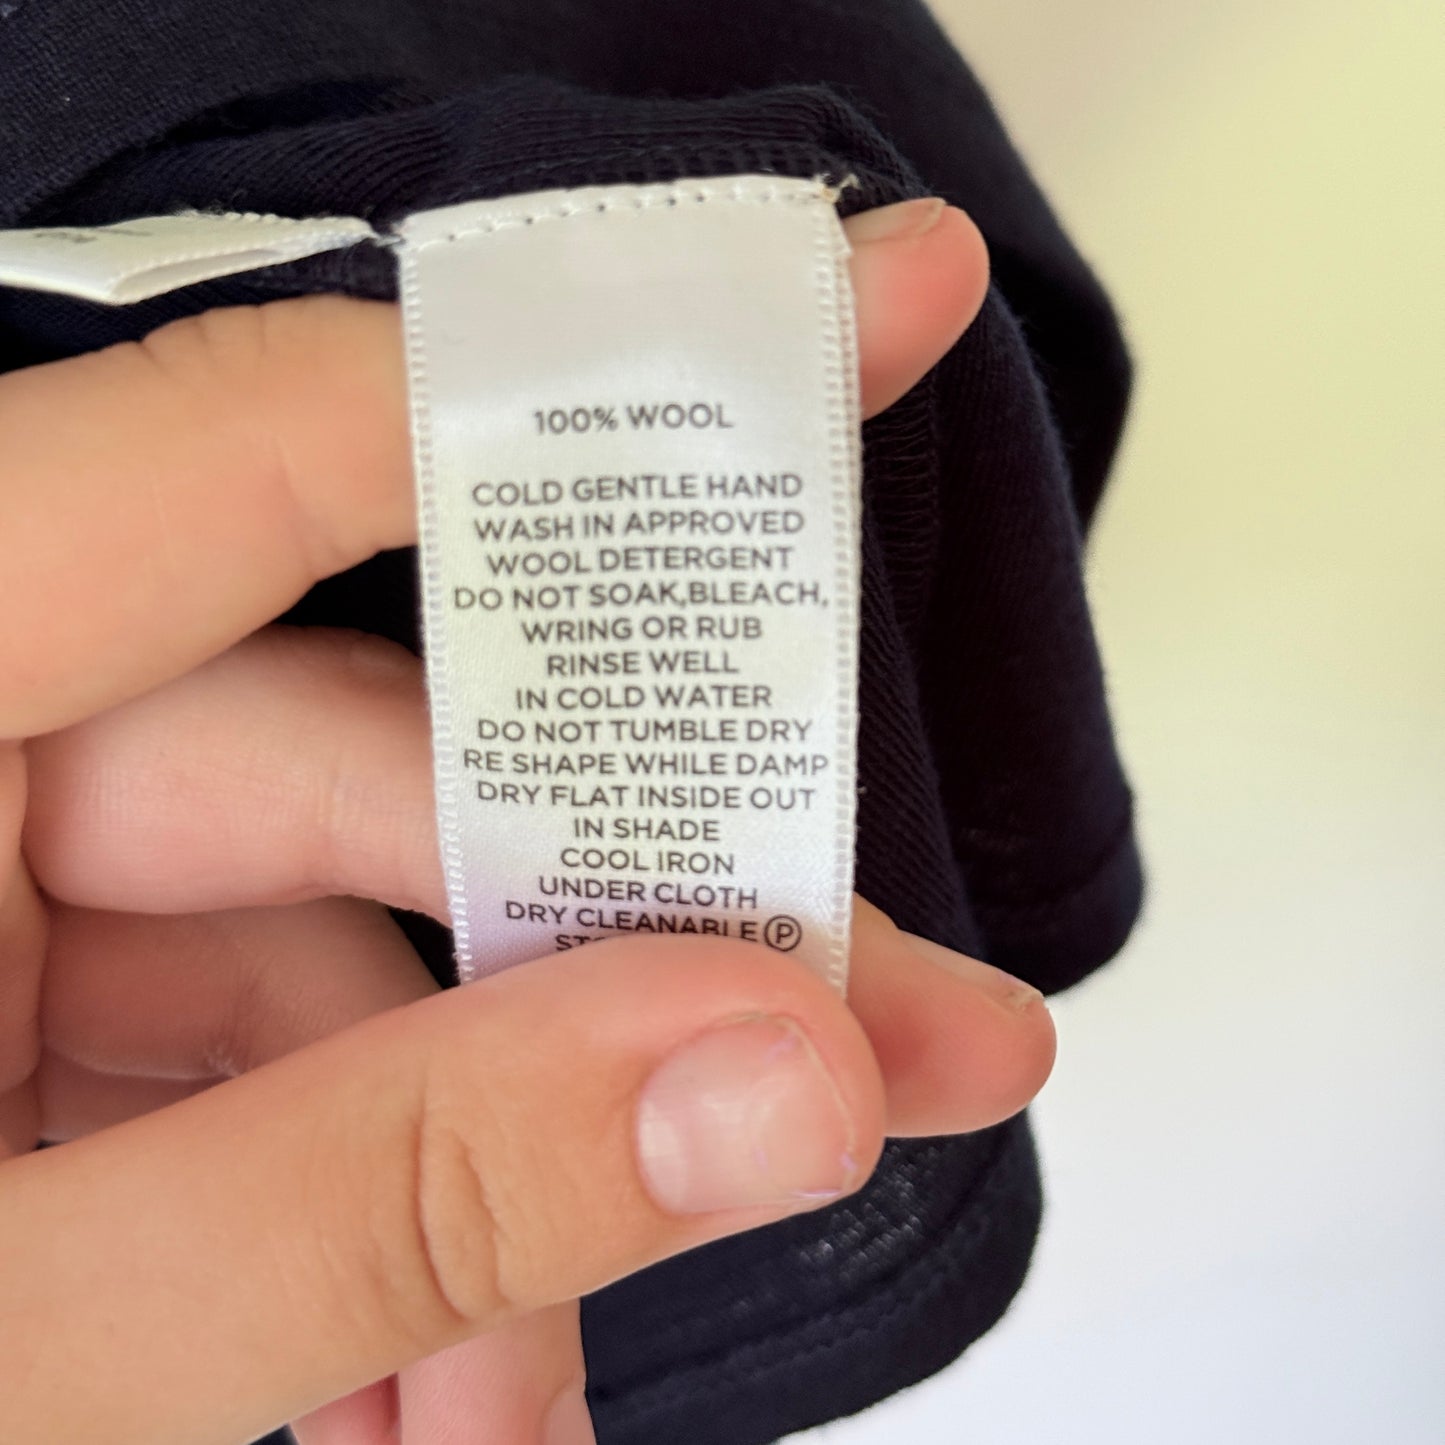 100% WOOL
COLD GENTLE HAND
WASH IN APPROVED
WOOL DETERGENT
DO NOT SOAK,BLEACH,
WRING OR RUB
RINSE WELL
IN COLD WATER
DO NOT TUMBLE DRY
RE SHAPE WHILE DAMP
DRY FLAT INSIDE OUT
IN SHADE
COOL IRON
UNDER CLOTH
DRY CLEANABLE Ⓟ